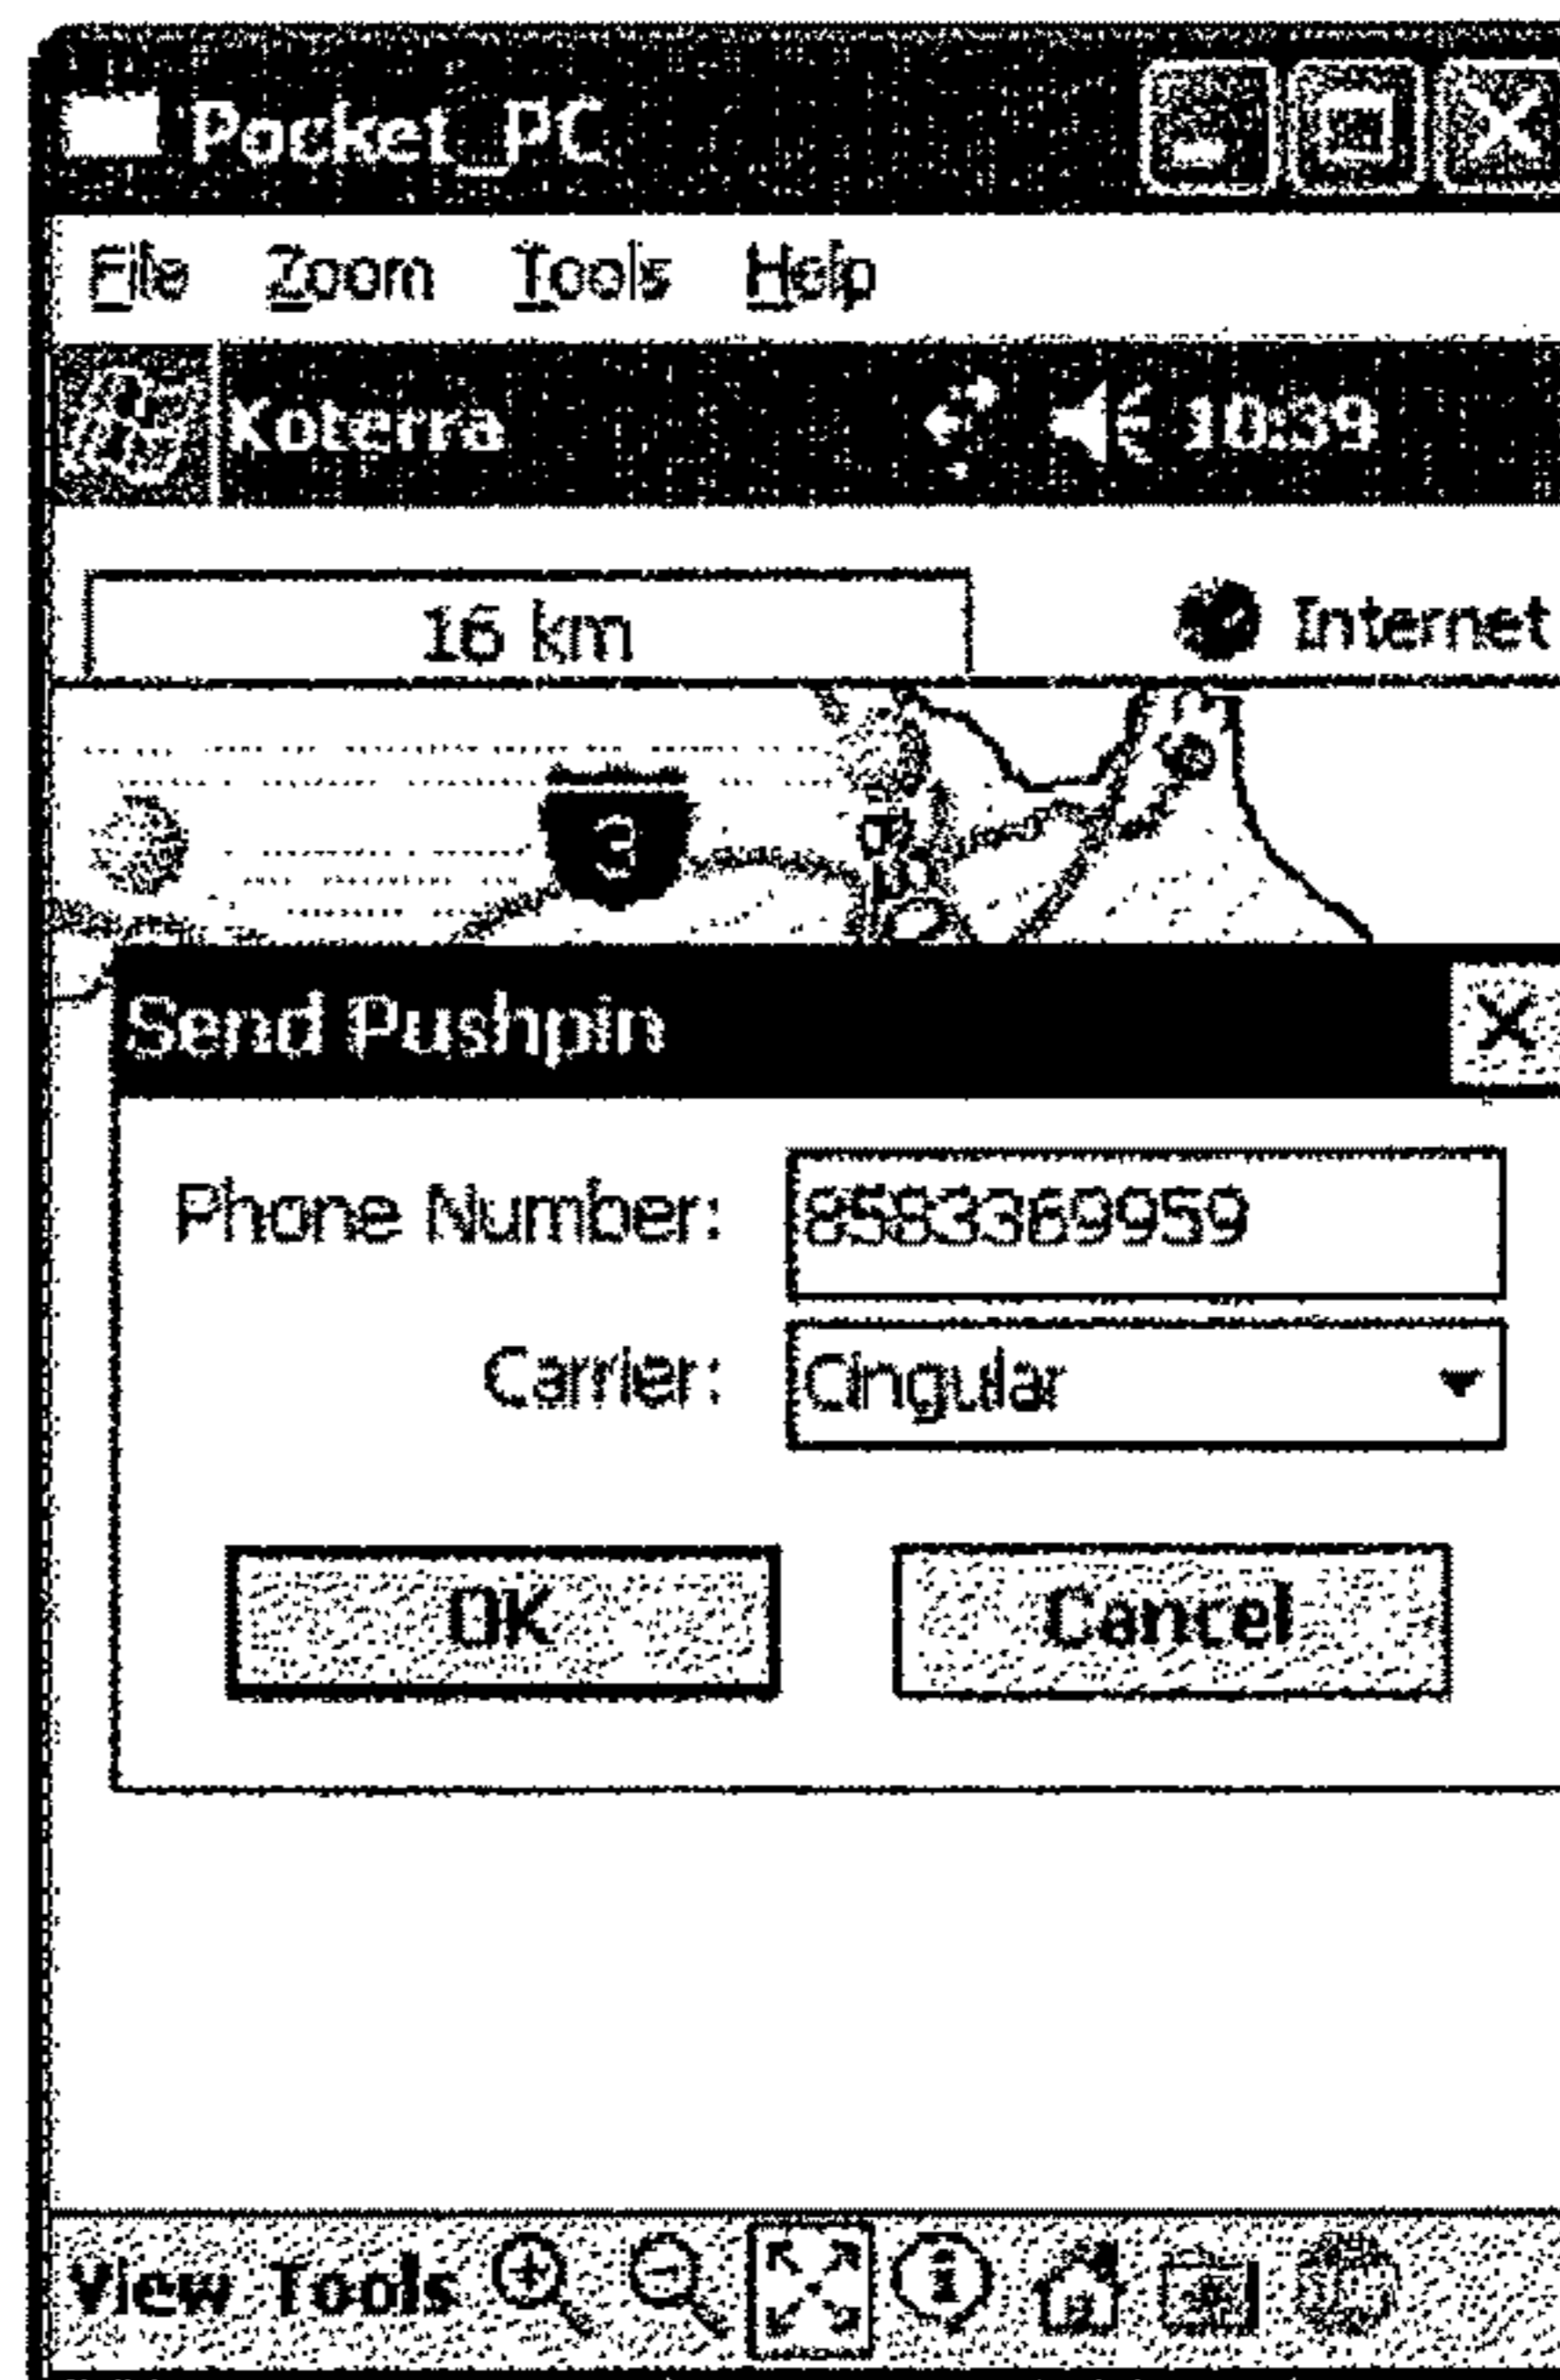 Pocket_PC
File Zoom Tools Help
Koterra 10:39
16 km Internet
3
Send Pushpin
Phone Number: 8583369959
Carrier: Cingular
OK Cancel
View Tools